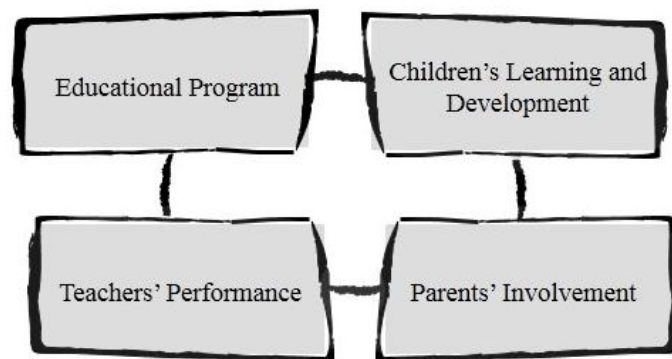 Educational Program
Children’s Learning and
Development
Teachers’ Performance
Parents’ Involvement